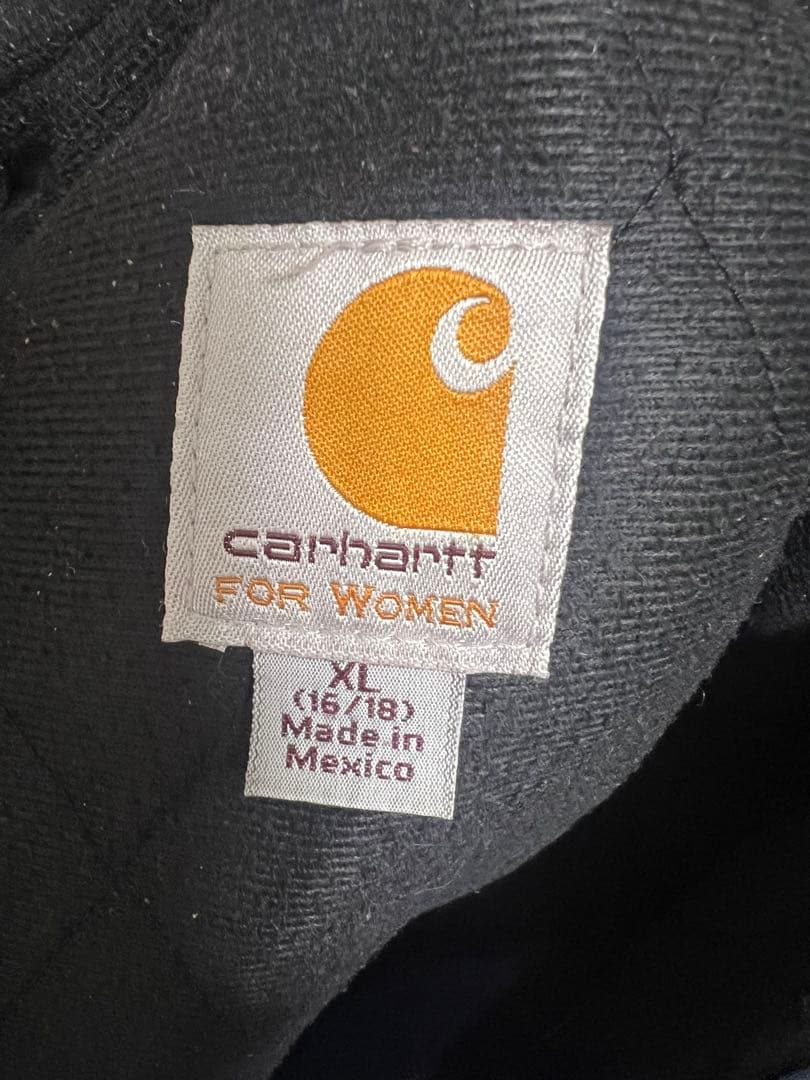 carhartt
FOR WOMEN
XL
(16/18)
Made in
Mexico